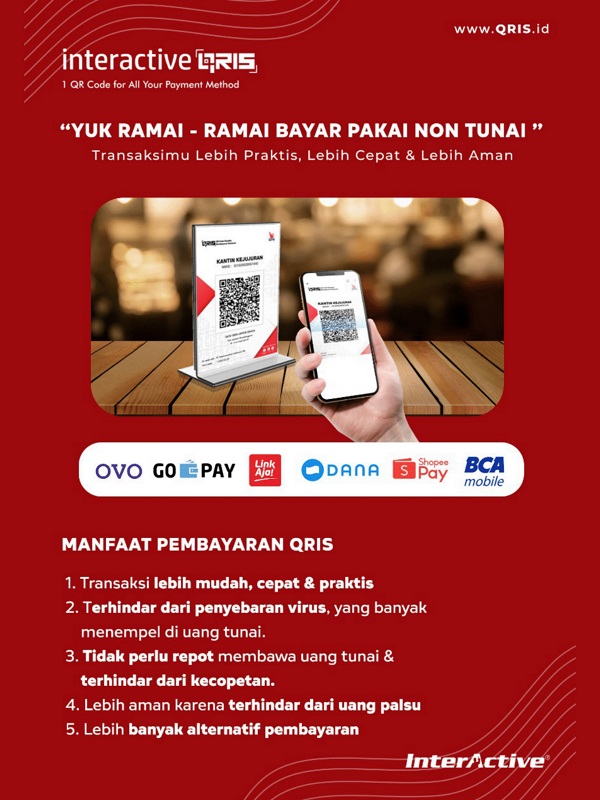 www.QRIS.id
interactive QRIS
1 QR Code for All Your Payment Method
“YUK RAMAI - RAMAI BAYAR PAKAI NON TUNAI ”
Transaksimu Lebih Praktis, Lebih Cepat & Lebih Aman
QRIS
KANTIN KEJUJURAN
QRIS
KANTIN KEJUJURAN
OVO GO PAY Link Aja! DANA S Shopee Pay BCA mobile
MANFAAT PEMBAYARAN QRIS
1. Transaksi lebih mudah, cepat & praktis
2. Terhindar dari penyebaran virus, yang banyak
menempel di uang tunai.
3. Tidak perlu repot membawa uang tunai &
terhindar dari kecopetan.
4. Lebih aman karena terhindar dari uang palsu
5. Lebih banyak alternatif pembayaran
InterActive®